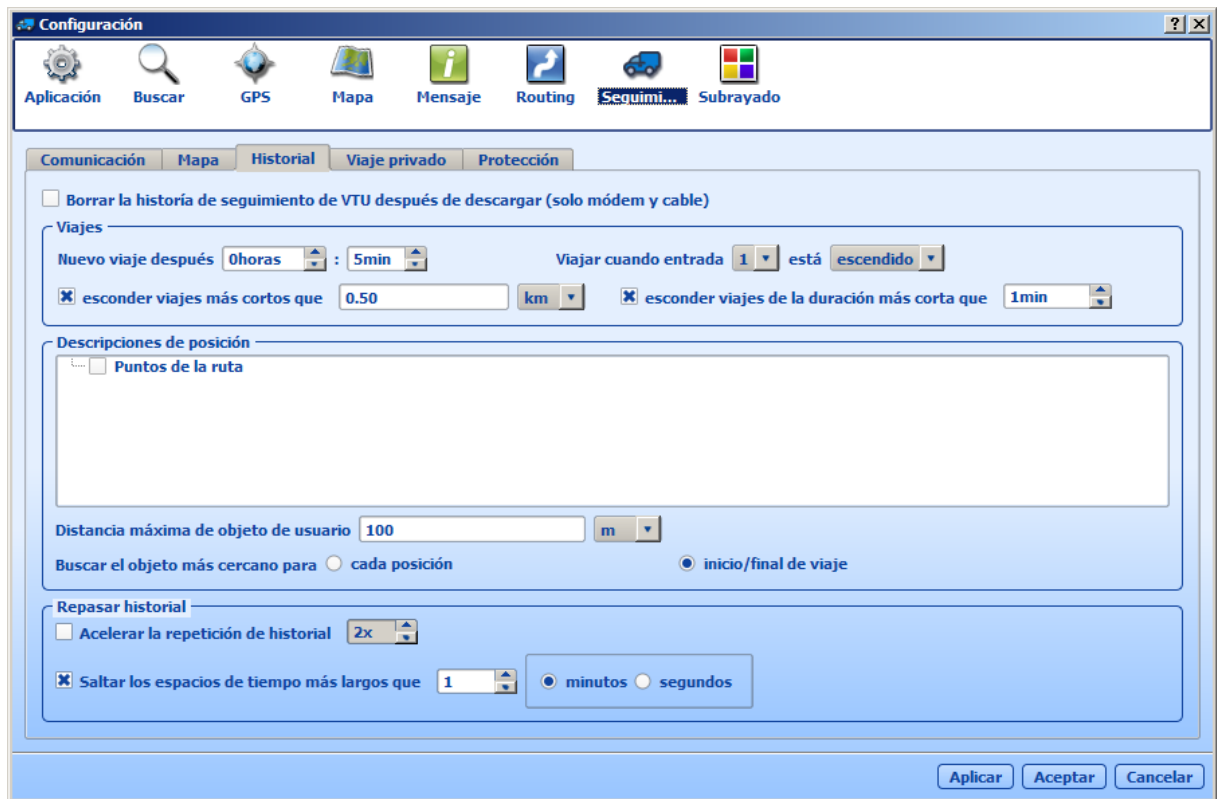 Configuración
Aplicación Buscar GPS Mapa Mensaje Routing Seguimi... Subrayado
Comunicación Mapa Historial Viaje privado Protección
Borrar la historía de seguimiento de VTU después de descargar (solo módem y cable)
Viajes
Nuevo viaje después 0horas : 5min Viajar cuando entrada 1 está escendido
esconder viajes más cortos que 0.50 km esconder viajes de la duración más corta que 1min
Descripciones de posición
Puntos de la ruta
Distancia máxima de objeto de usuario 100 m
Buscar el objeto más cercano para cada posición inicio/final de viaje
Repasar historial
Acelerar la repetición de historial 2x
Saltar los espacios de tiempo más largos que 1 minutos segundos
Aplicar Aceptar Cancelar